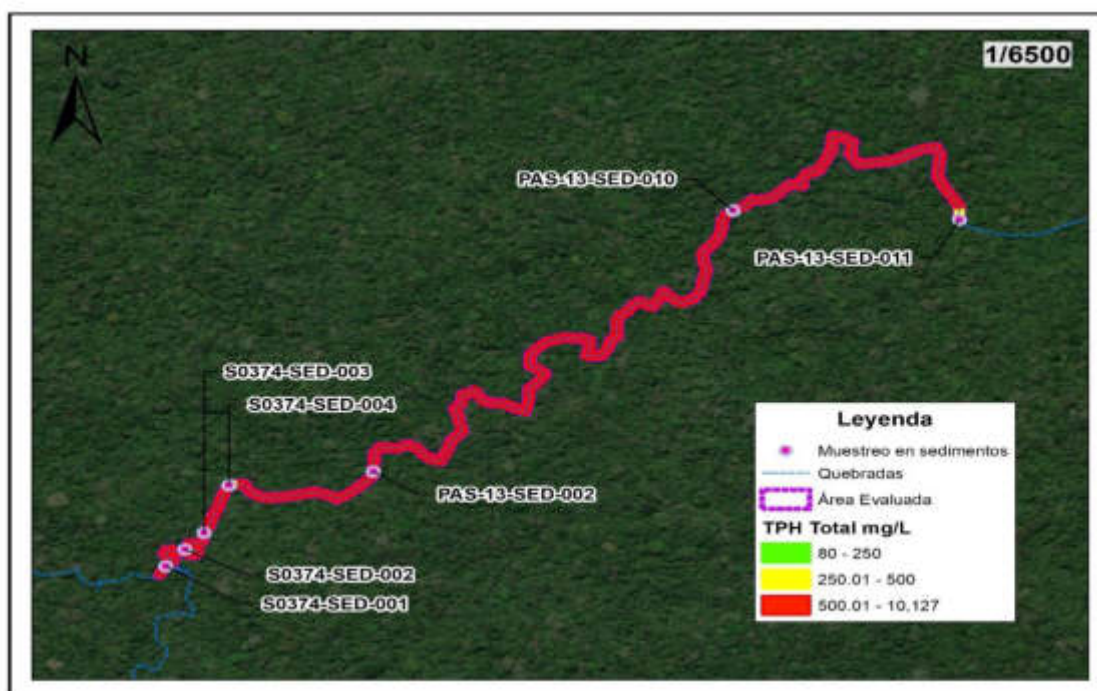 N
1/6500
PAS-13-SED-010
PAS-13-SED-011
S0374-SED-003
S0374-SED-004
PAS-13-SED-002
S0374-SED-002
S0374-SED-001
Leyenda
Muestreo en sedimentos
Quebradas
Área Evaluada
TPH Total mg/L
80 - 250
250.01 - 500
500.01 - 10,127